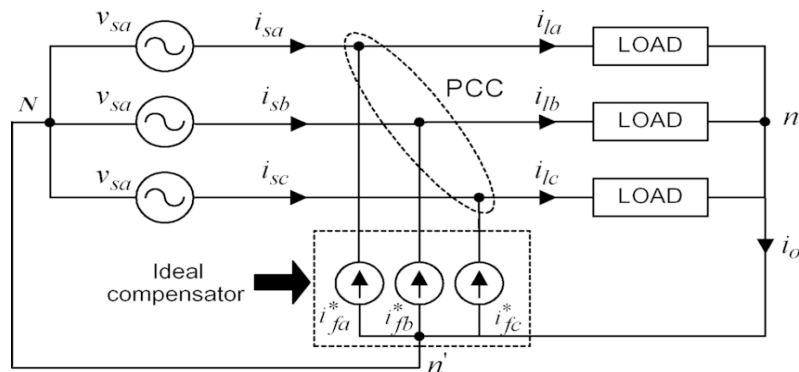 v_sa i_sa i_la LOAD
PCC
N v_sa i_sb i_lb LOAD n
v_sa i_sc i_lc LOAD
i_o
Ideal
compensator
i*_fa i*_fb i*_fc
n'